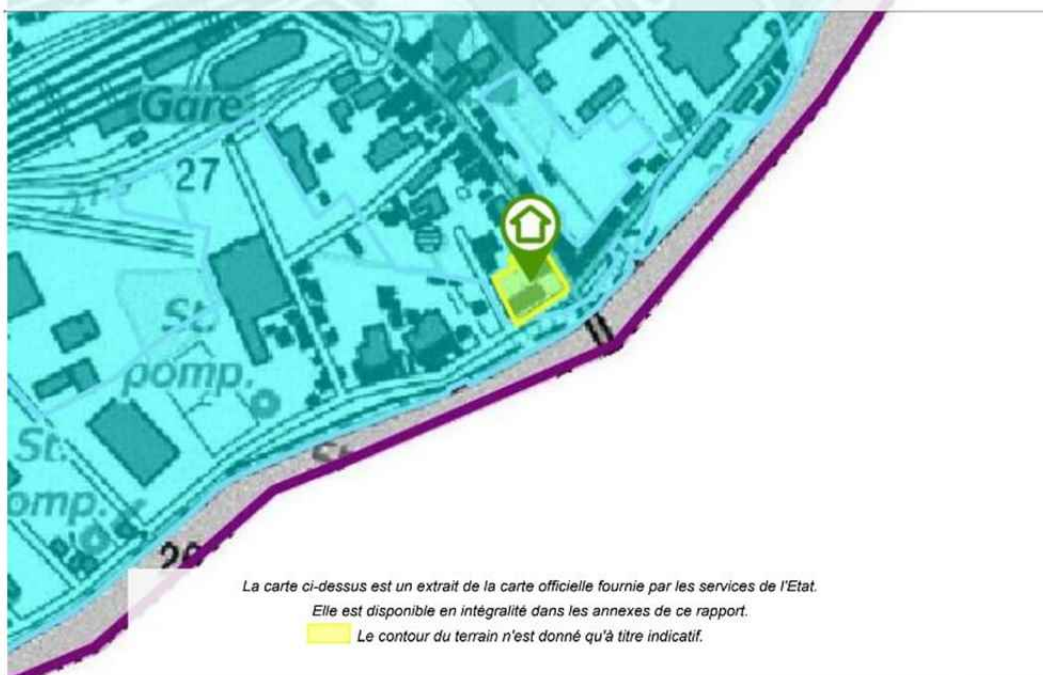 Gare
27
St.
pomp.
St.
omp.
La carte ci-dessus est un extrait de la carte officielle fournie par les services de l'Etat.
Elle est disponible en intégralité dans les annexes de ce rapport.
Le contour du terrain n'est donné qu'à titre indicatif.